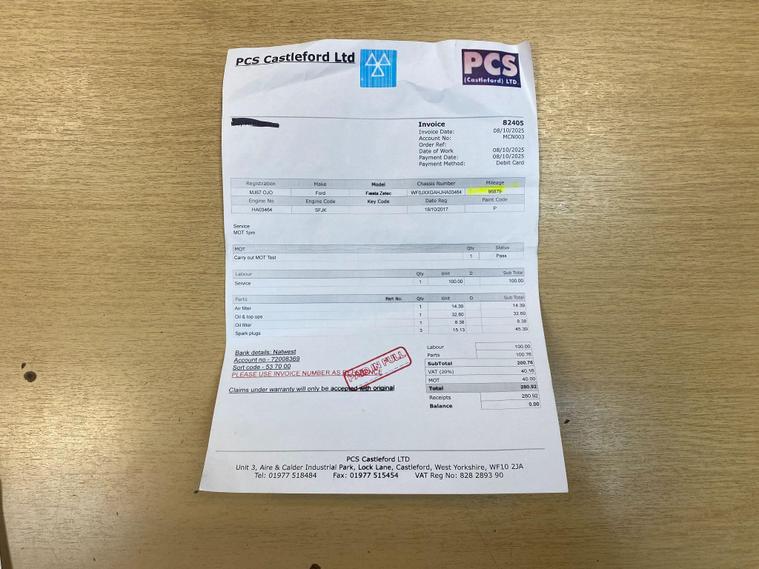 PCS Castleford Ltd
PCS
(Castleford) LTD
Invoice 82405
Invoice Date: 08/10/2025
Account No: MCN003
Order Ref:
Date of Work 08/10/2025
Payment Date: 08/10/2025
Payment Method: Debit Card
Registration Make Model Chassis Number Mileage
MJ67 OJO Ford Fiesta Zetec
Engine No Engine Code Key Code Date Reg Paint Code
HA03464 SFJK 18/10/2017 P
Service
MOT 1pm
MOT Qty Status
Carry out MOT Test 1 Pass
Labour Qty Unit D Sub Total
Service 1 100.00 100.00
Parts Part No. Qty Unit D Sub Total
Air filter 1 14.39 14.39
Oil & top ups 1 32.60 32.60
Oil filter 1 8.38 8.38
Spark plugs 3 15.13 45.39
Labour 100.00
Parts 100.76
SubTotal 200.76
VAT (20%) 40.16
MOT 40.00
Total 280.92
Receipts 280.92
Balance 0.00
Bank details: Natwest
Account no - 72008369
Sort code - 53 70 00
PLEASE USE INVOICE NUMBER AS
PAID IN FULL
Claims under warranty will only be accepted with original
PCS Castleford LTD
Unit 3, Aire & Calder Industrial Park, Lock Lane, Castleford, West Yorkshire, WF10 2JA
Tel: 01977 518484 Fax: 01977 515454 VAT Reg No: 828 2893 90